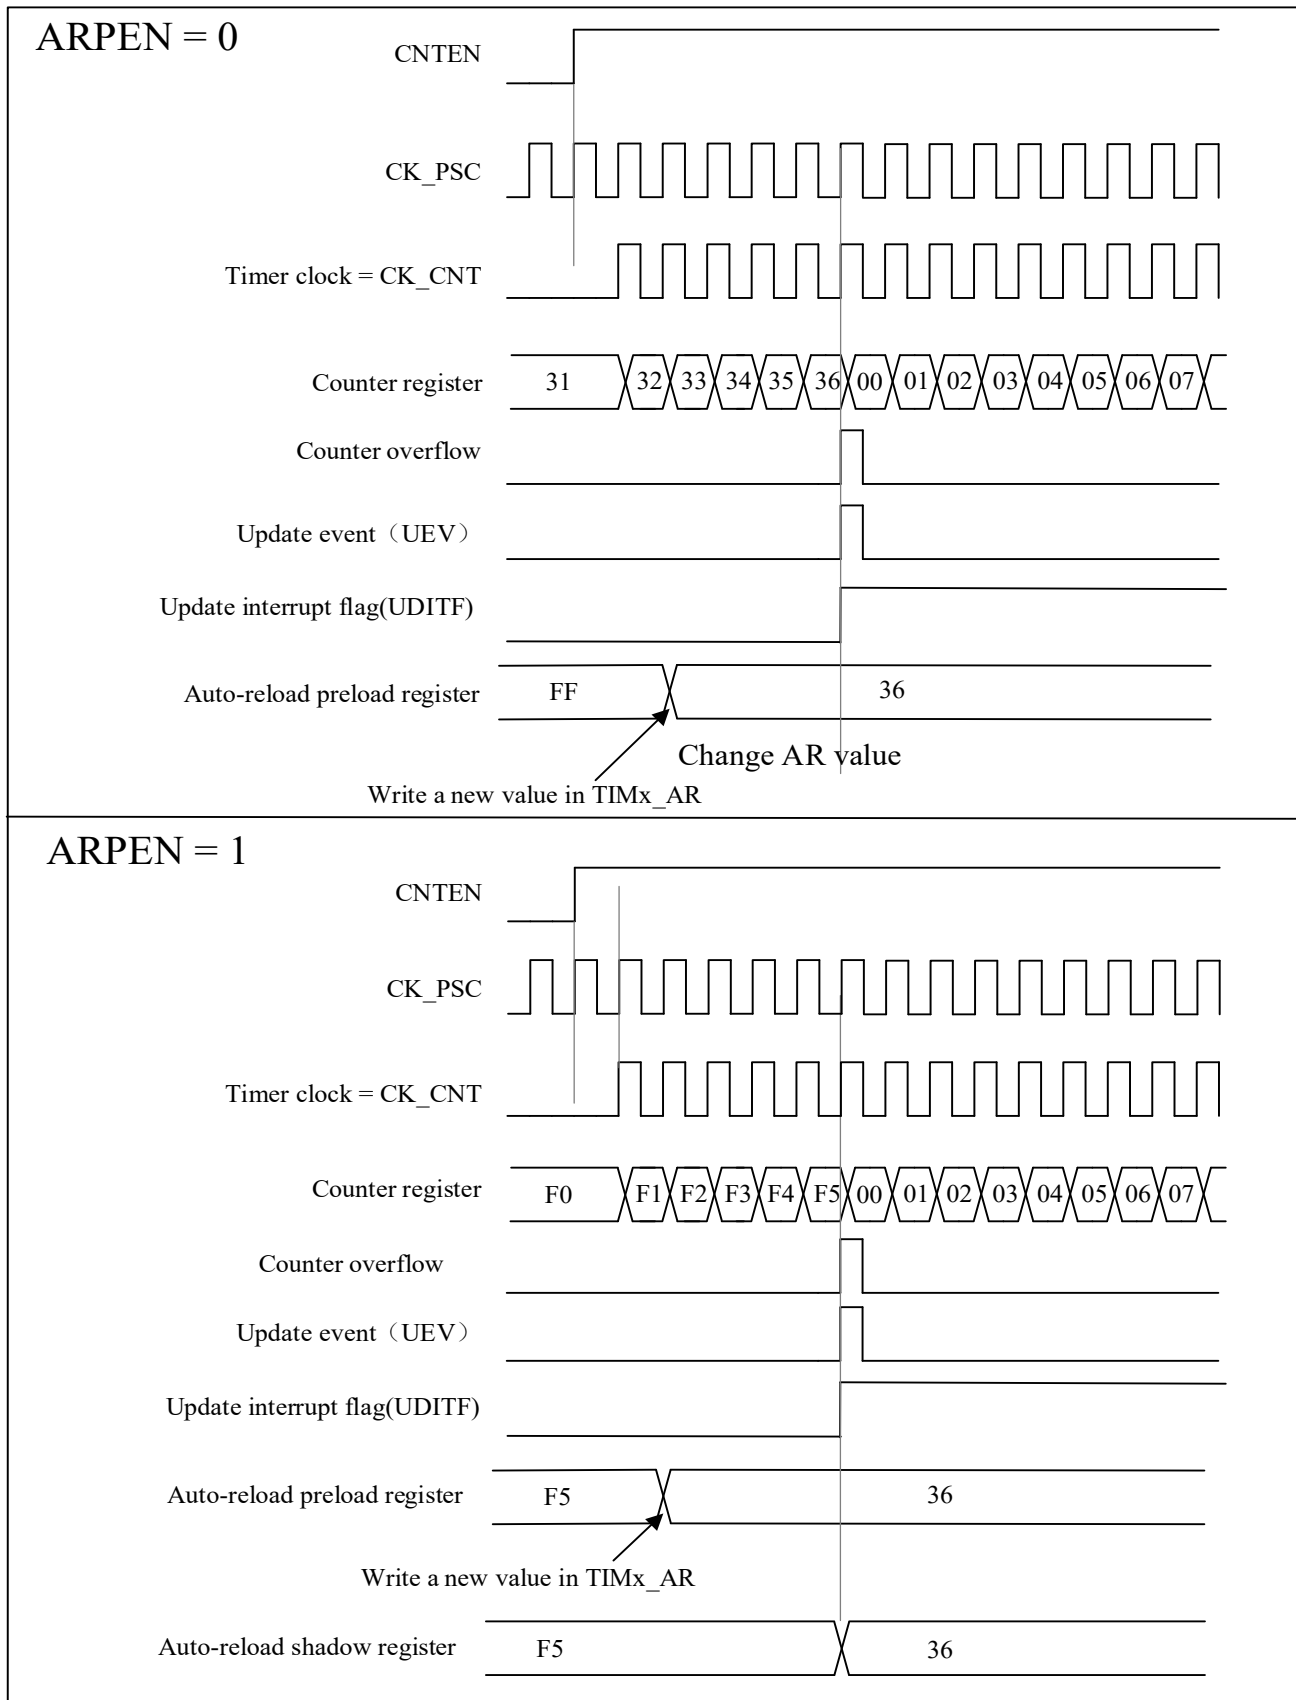 ARPEN = 0
CNTEN
CK_PSC
Timer clock = CK_CNT
Counter register 31 32 33 34 35 36 00 01 02 03 04 05 06 07
Counter overflow
Update event（UEV）
Update interrupt flag(UDITF)
Auto-reload preload register FF 36
Change AR value
Write a new value in TIMx_AR
ARPEN = 1
CNTEN
CK_PSC
Timer clock = CK_CNT
Counter register F0 F1 F2 F3 F4 F5 00 01 02 03 04 05 06 07
Counter overflow
Update event（UEV）
Update interrupt flag(UDITF)
Auto-reload preload register F5 36
Write a new value in TIMx_AR
Auto-reload shadow register F5 36